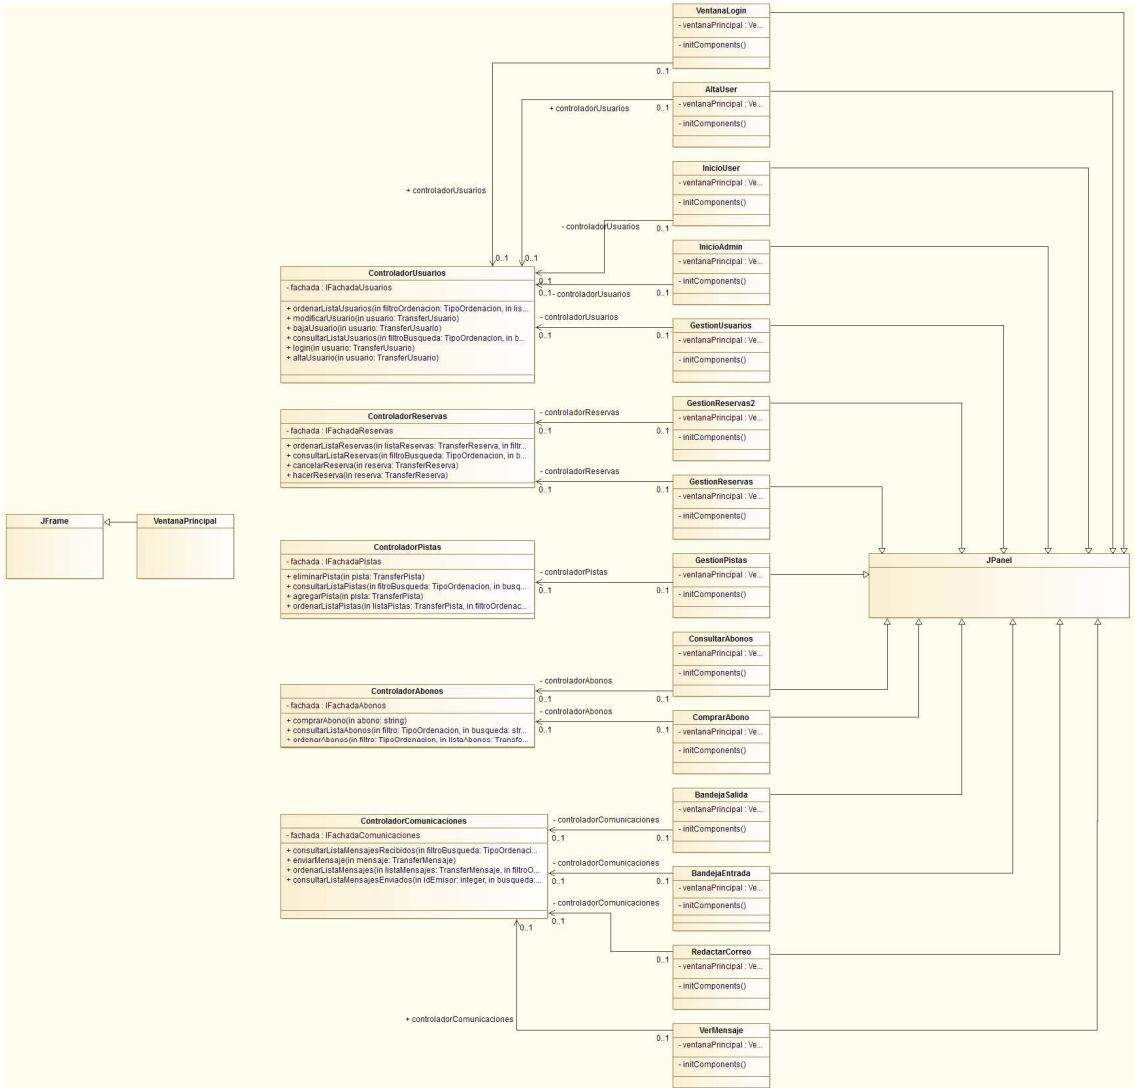 VentanaLogin
- ventanaPrincipal : Ve...
- initComponents()
0..1
AltaUser
- ventanaPrincipal : Ve...
- initComponents()
+ controladorUsuarios
0..1
InicioUser
- ventanaPrincipal : Ve...
- initComponents()
+ controladorUsuarios
- controladorUsuarios
0..1
InicioAdmin
- ventanaPrincipal : Ve...
- initComponents()
0..1
0..1
0..1
0..1
- controladorUsuarios
0..1
ControladorUsuarios
- fachada : IFachadaUsuarios
+ ordenarListaUsuarios(in filtroOrdenacion: TipoOrdenacion, in lis...
+ modificarUsuario(in usuario: TransferUsuario)
+ bajaUsuario(in usuario: TransferUsuario)
+ consultarListaUsuarios(in filtroBusqueda: TipoOrdenacion, in b...
+ login(in usuario: TransferUsuario)
+ altaUsuario(in usuario: TransferUsuario)
- controladorUsuarios
0..1
0..1
GestionUsuarios
- ventanaPrincipal : Ve...
- initComponents()
ControladorReservas
- fachada : IFachadaReservas
+ ordenarListaReservas(in listaReservas: TransferReserva, in filtr...
+ consultarListaReservas(in filtroBusqueda: TipoOrdenacion, in b...
+ cancelarReserva(in reserva: TransferReserva)
+ hacerReserva(in reserva: TransferReserva)
- controladorReservas
0..1
0..1
GestionReservas2
- ventanaPrincipal : Ve...
- initComponents()
- controladorReservas
0..1
0..1
GestionReservas
- ventanaPrincipal : Ve...
- initComponents()
JFrame
VentanaPrincipal
ControladorPistas
- fachada : IFachadaPistas
+ eliminarPista(in pista: TransferPista)
+ consultarListaPistas(in fitroBusqueda: TipoOrdenacion, in busq...
+ agregarPista(in pista: TransferPista)
+ ordenarListaPistas(in listaPistas: TransferPista, in filtroOrdenac...
- controladorPistas
0..1
0..1
GestionPistas
- ventanaPrincipal : Ve...
- initComponents()
JPanel
ConsultarAbonos
- ventanaPrincipal : Ve...
- initComponents()
- controladorAbonos
0..1
0..1
ControladorAbonos
- fachada : IFachadaAbonos
+ comprarAbono(in abono: string)
+ consultarListaAbonos(in filtro: TipoOrdenacion, in busqueda: str...
+ ordenarAbonos(in filtro: TipoOrdenacion, in listaAbonos: Transfe...
- controladorAbonos
0..1
0..1
ComprarAbono
- ventanaPrincipal : Ve...
- initComponents()
BandejaSalida
- ventanaPrincipal : Ve...
- initComponents()
- controladorComunicaciones
0..1
0..1
ControladorComunicaciones
- fachada : IFachadaComunicaciones
+ consultarListaMensajesRecibidos(in filtroBusqueda: TipoOrdenaci...
+ enviarMensaje(in mensaje: TransferMensaje)
+ ordenarListaMensajes(in listaMensajes: TransferMensaje, in filtroO...
+ consultarListaMensajesEnviados(in idEmisor: integer, in busqueda:...
- controladorComunicaciones
0..1
0..1
BandejaEntrada
- ventanaPrincipal : Ve...
- initComponents()
- controladorComunicaciones
0..1
0..1
0..1
RedactarCorreo
- ventanaPrincipal : Ve...
- initComponents()
+ controladorComunicaciones
0..1
VerMensaje
- ventanaPrincipal : Ve...
- initComponents()